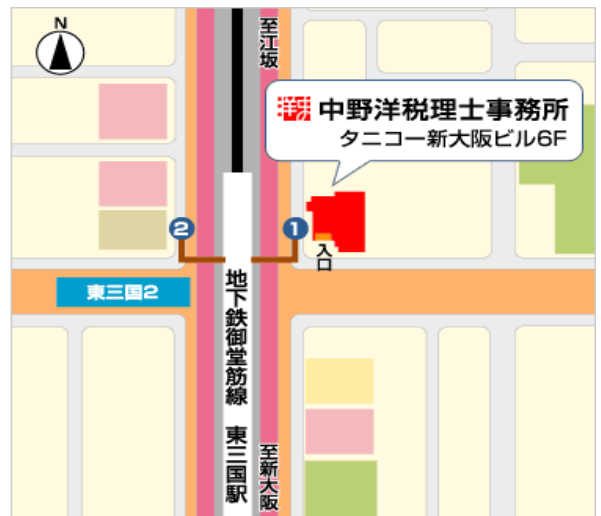 N
至江坂
中野洋税理士事務所
タニコー新大阪ビル6F
2
1
入口
東三国2
地下鉄御堂筋線 東三国駅
至新大阪